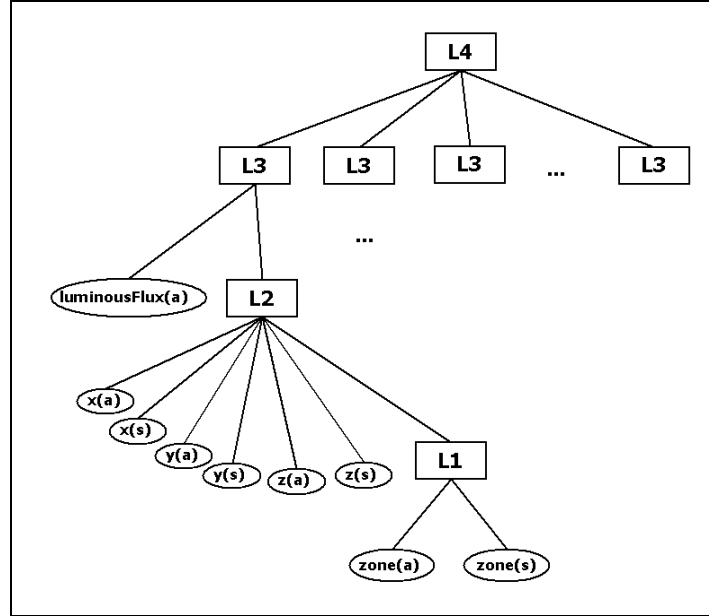 L4
L3
L3
L3
...
L3
...
luminousFlux(a)
L2
x(a)
x(s)
y(a)
y(s)
z(a)
z(s)
L1
zone(a)
zone(s)